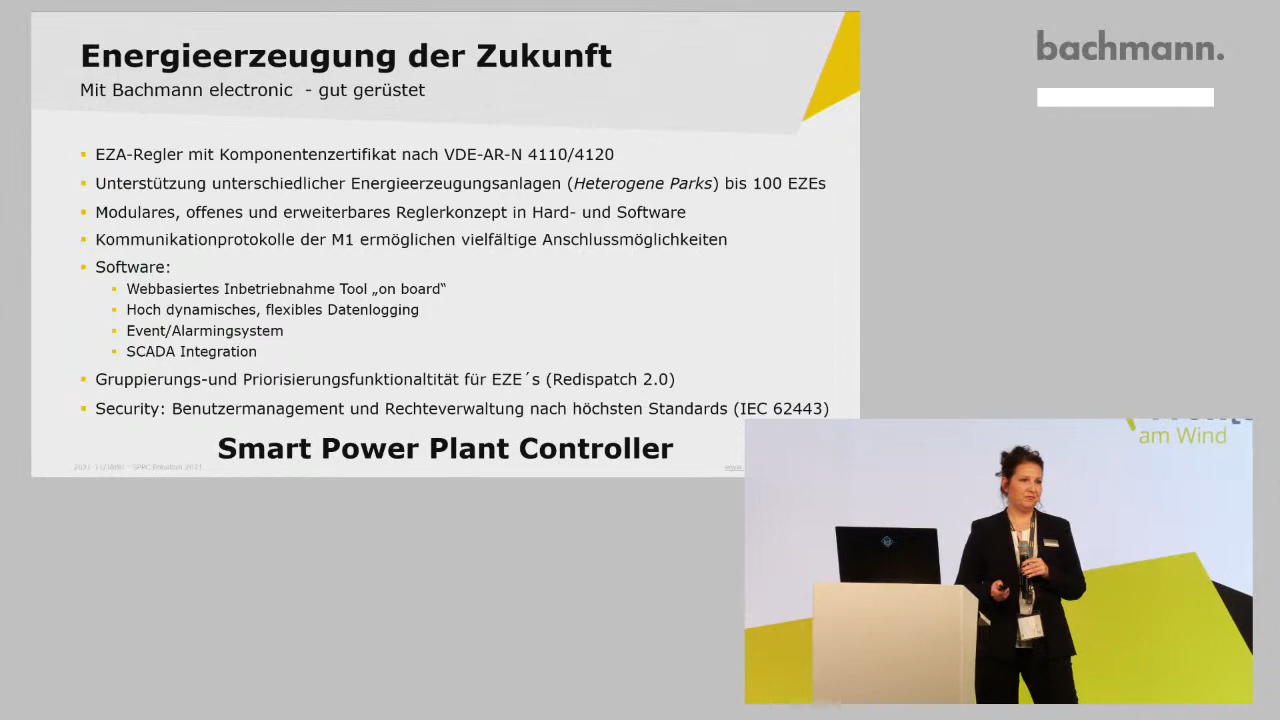 Energieerzeugung der Zukunft
Mit Bachmann electronic - gut gerüstet
bachmann.
EZA-Regler mit Komponentenzertifikat nach VDE-AR-N 4110/4120
Unterstützung unterschiedlicher Energieerzeugungsanlagen (Heterogene Parks) bis 100 EZEs
Modulares, offenes und erweiterbares Reglerkonzept in Hard- und Software
Kommunikationprotokolle der M1 ermöglichen vielfältige Anschlussmöglichkeiten
Software:
Webbasiertes Inbetriebnahme Tool „on board“
Hoch dynamisches, flexibles Datenlogging
Event/Alarmingsystem
SCADA Integration
Gruppierungs-und Priorisierungsfunktionaltität für EZE´s (Redispatch 2.0)
Security: Benutzermanagement und Rechteverwaltung nach höchsten Standards (IEC 62443)
Smart Power Plant Controller
am Wind